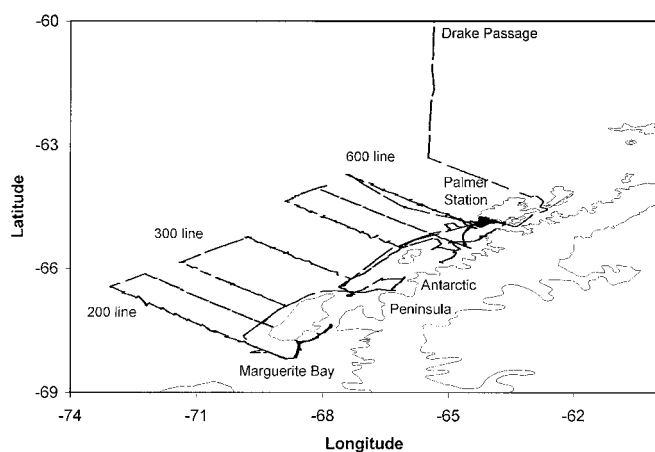 -60
Drake Passage
-63
600 line
Palmer
Station
Latitude
300 line
-66
Antarctic
200 line
Peninsula
Marguerite Bay
-69
-74
-71
-68
-65
-62
Longitude